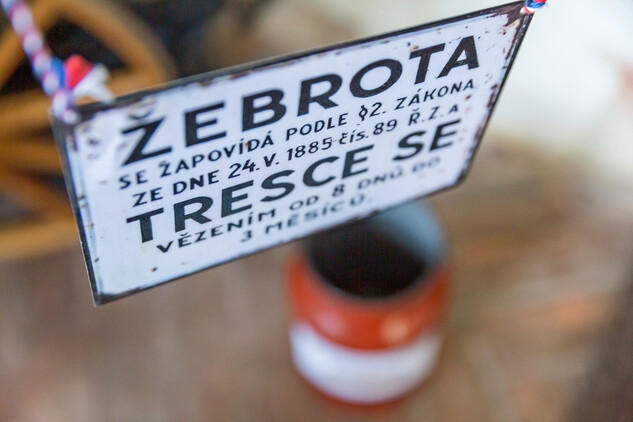 ŽEBROTA
SE ZAPOVÍDÁ PODLE §2. ZÁKONA
ZE DNE 24. V. 1885 čís. 89 Ř. Z. A
TRESCE SE
VĚZENÍM OD 8 DNŮ DO
3 MĚSÍCŮ.